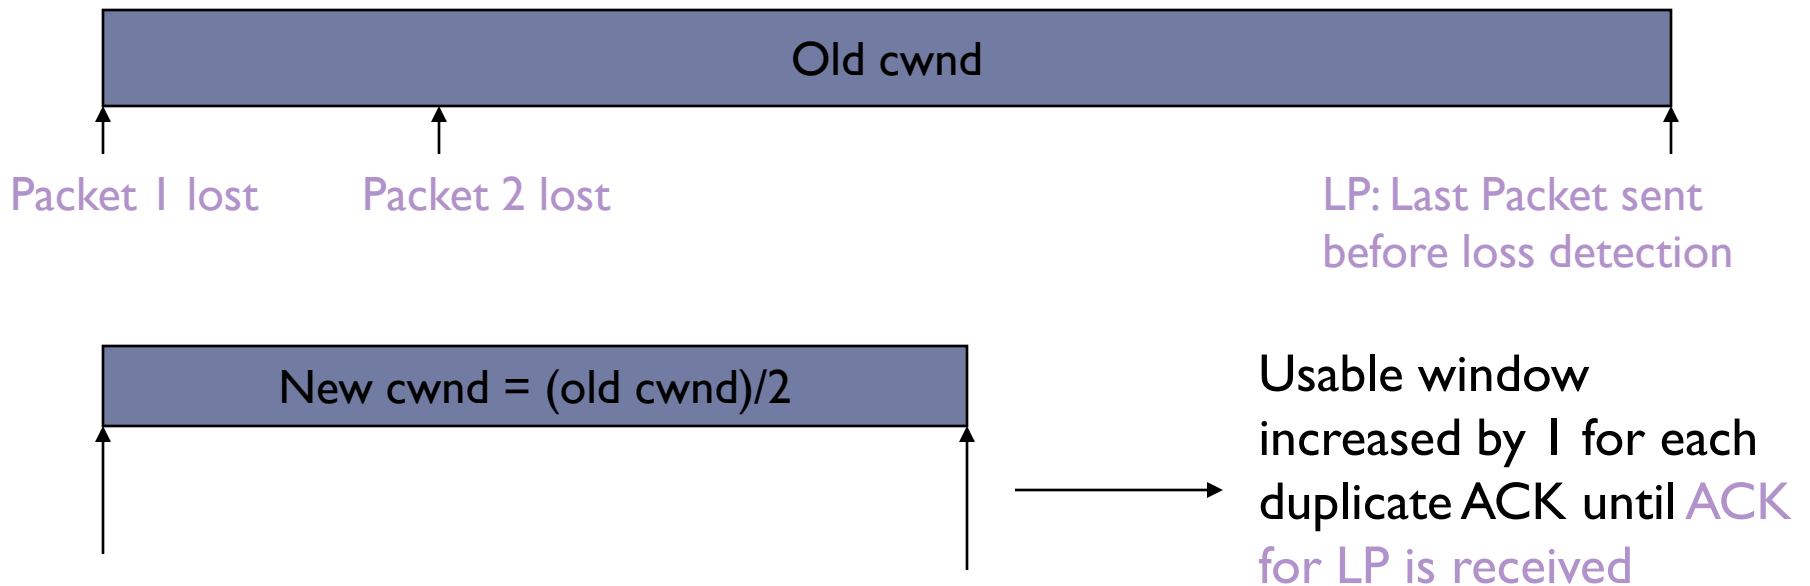 Old cwnd
Packet 1 lost
Packet 2 lost
LP: Last Packet sent
before loss detection
New cwnd = (old cwnd)/2
Usable window
increased by 1 for each
duplicate ACK until ACK
for LP is received